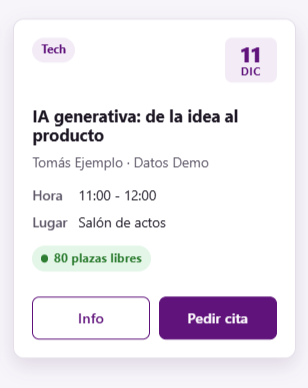 Tech
11
DIC
IA generativa: de la idea al
producto
Tomás Ejemplo · Datos Demo
Hora 11:00 - 12:00
Lugar Salón de actos
80 plazas libres
Info
Pedir cita